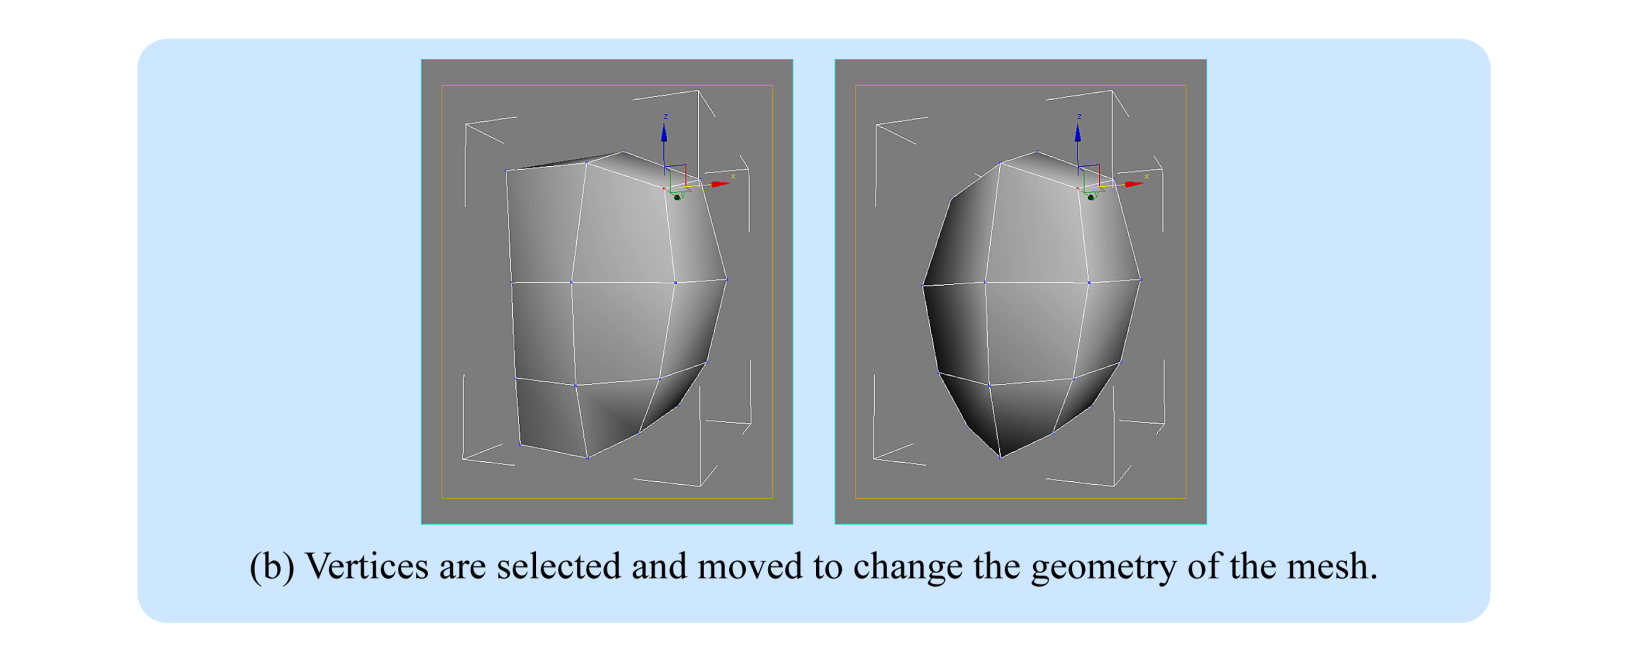 z
x
z
x
(b) Vertices are selected and moved to change the geometry of the mesh.